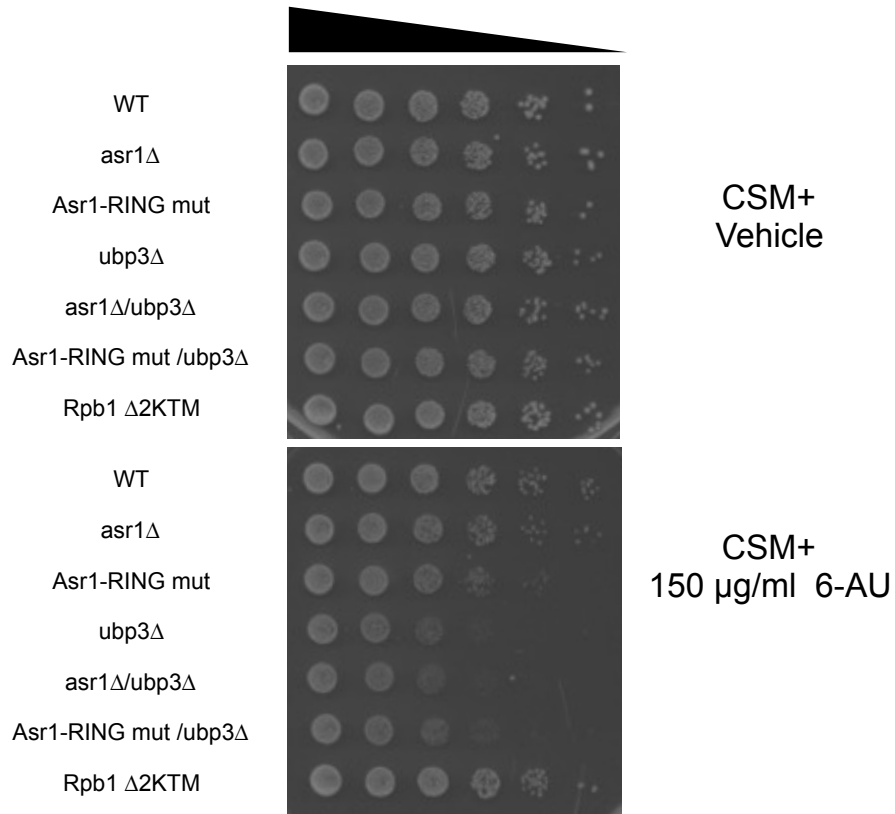 WT
asr1Δ
Asr1-RING mut
ubp3Δ
asr1Δ/ubp3Δ
Asr1-RING mut /ubp3Δ
Rpb1 Δ2KTM
CSM+
Vehicle
WT
asr1Δ
Asr1-RING mut
ubp3Δ
asr1Δ/ubp3Δ
Asr1-RING mut /ubp3Δ
Rpb1 Δ2KTM
CSM+
150 µg/ml 6-AU